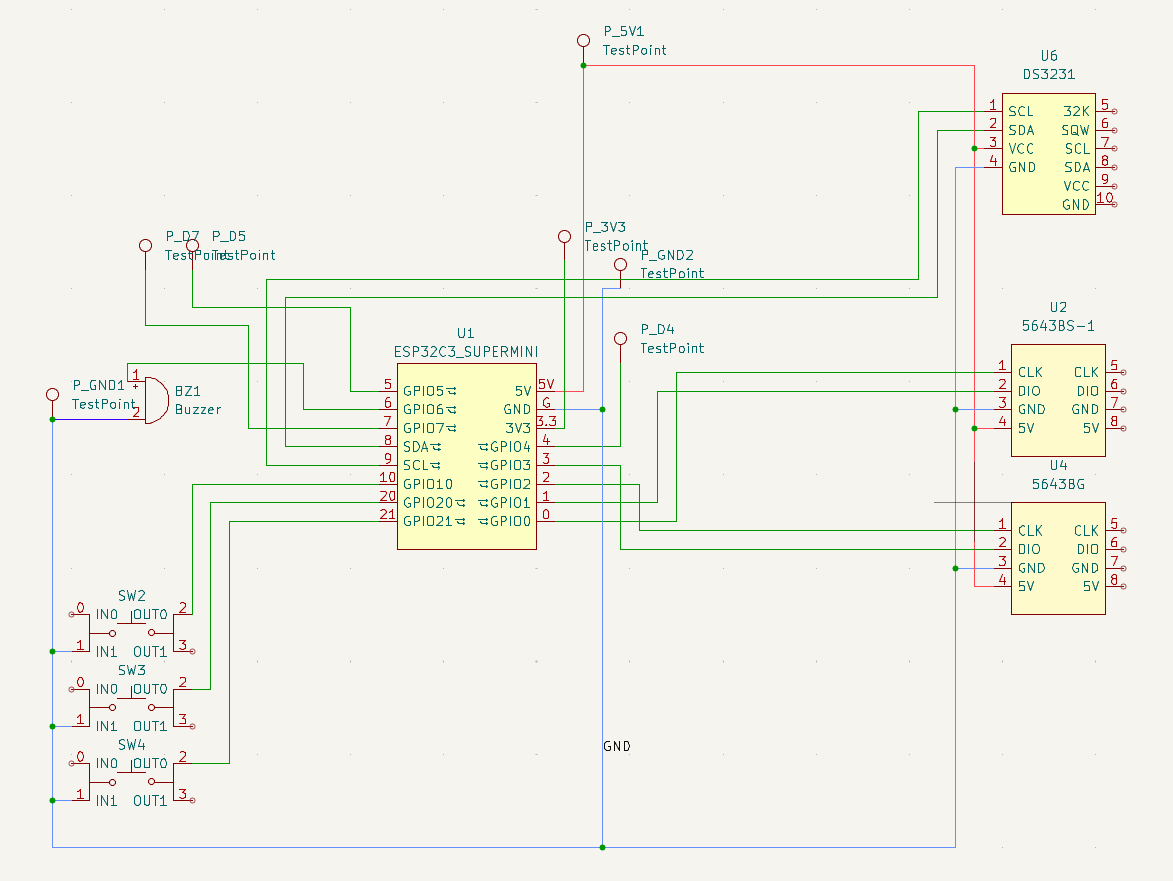 P_5V1
TestPoint
U6
DS3231
1 SCL 32K 5
2 SDA SQW 6
3 VCC SCL 7
4 GND SDA 8
VCC 9
GND 10
P_D7
TestPoint
P_D5
TestPoint
P_3V3
TestPoint
P_GND2
TestPoint
P_D4
TestPoint
U1
ESP32C3_SUPERMINI
5 GPIO5 5V 5V
6 GPIO6 GND G
7 GPIO7 3V3 3.3
8 SDA GPIO4 4
9 SCL GPIO3 3
10 GPIO10 GPIO2 2
20 GPIO20 GPIO1 1
21 GPIO21 GPIO0 0
P_GND1
TestPoint
1
+
2
BZ1
Buzzer
U2
5643BS-1
1 CLK CLK 5
2 DIO DIO 6
3 GND GND 7
4 5V 5V 8
U4
5643BG
1 CLK CLK 5
2 DIO DIO 6
3 GND GND 7
4 5V 5V 8
SW2
0 IN0 OUT0 2
1 IN1 OUT1 3
SW3
0 IN0 OUT0 2
1 IN1 OUT1 3
SW4
0 IN0 OUT0 2
1 IN1 OUT1 3
GND